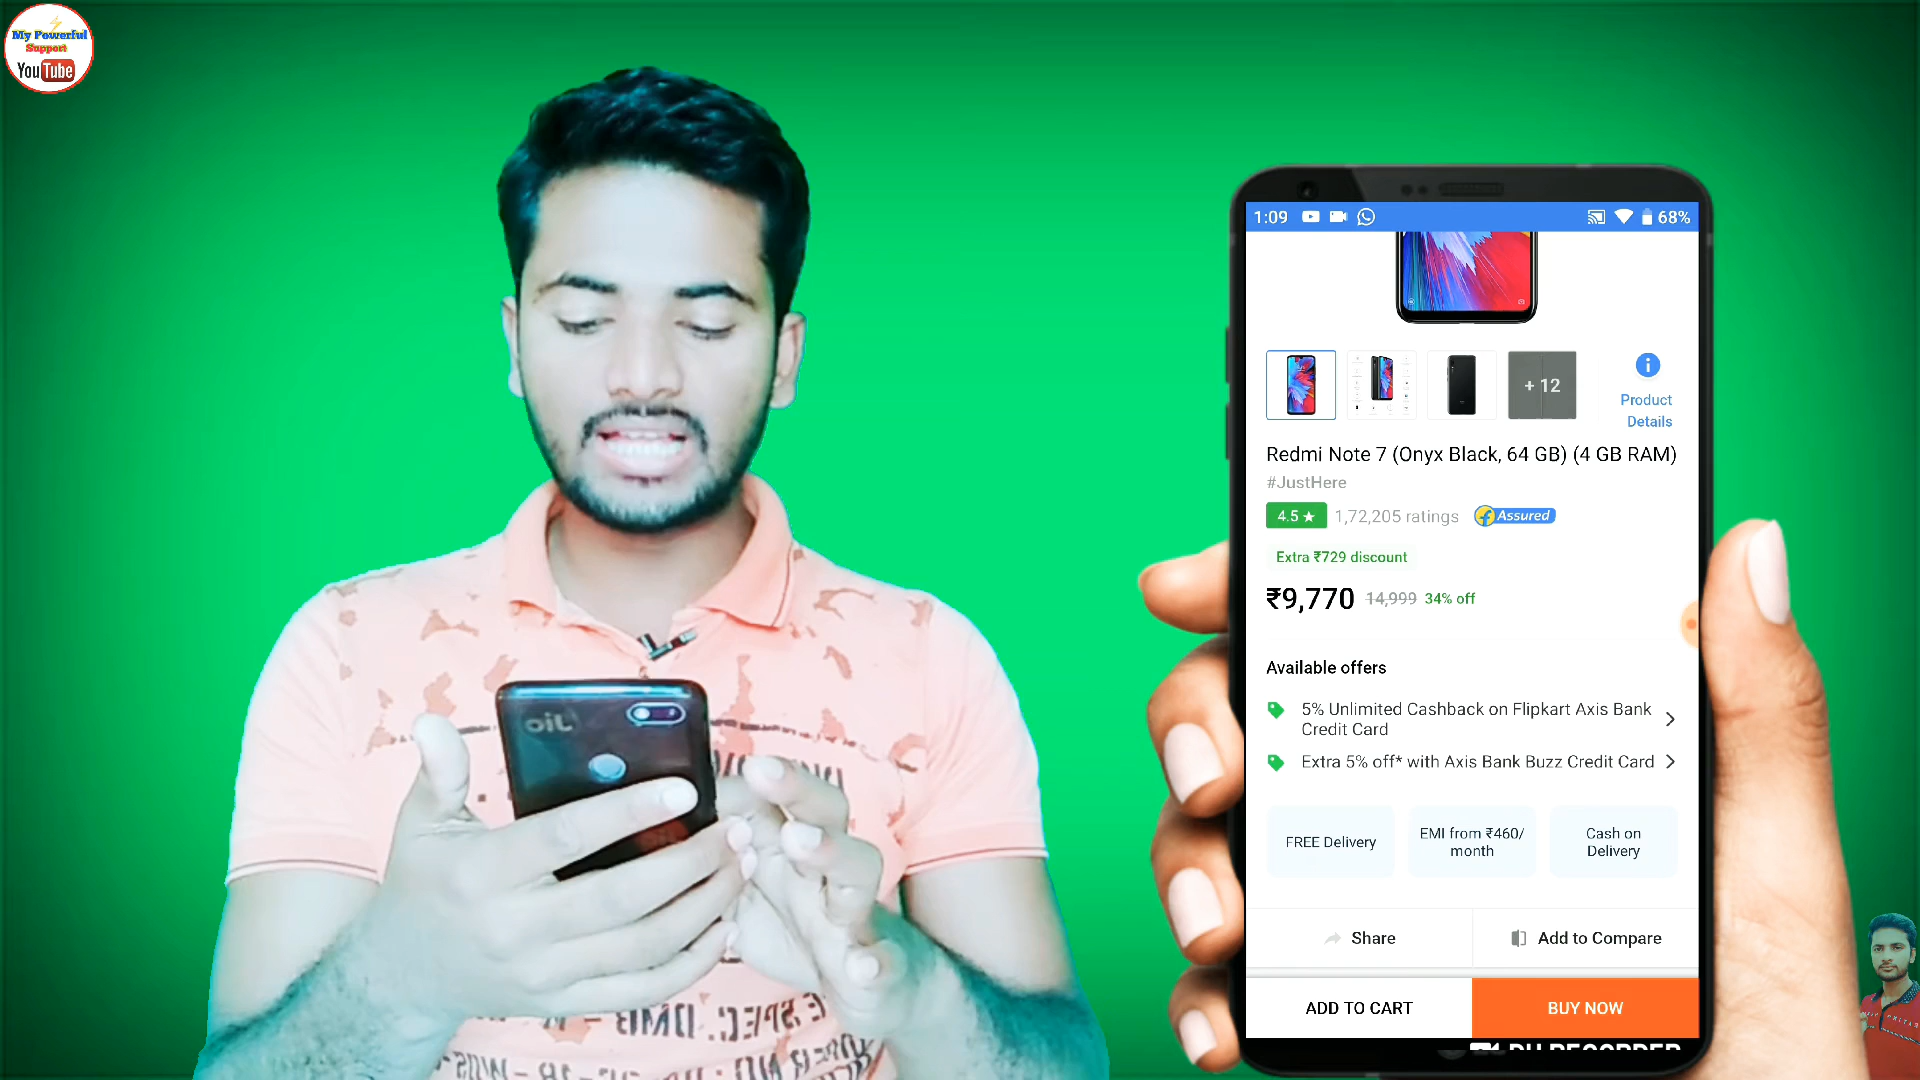 My Powerful
Support
YouTube
1:09
68%
+ 12
Product
Details
Redmi Note 7 (Onyx Black, 64 GB) (4 GB RAM)
#JustHere
4.5 ★
1,72,205 ratings
Assured
Extra ₹729 discount
₹9,770 14,999 34% off
Available offers
5% Unlimited Cashback on Flipkart Axis Bank
Credit Card
Extra 5% off* with Axis Bank Buzz Credit Card
FREE Delivery
EMI from ₹460/
month
Cash on
Delivery
Share
Add to Compare
ADD TO CART
BUY NOW
DU RECORDER